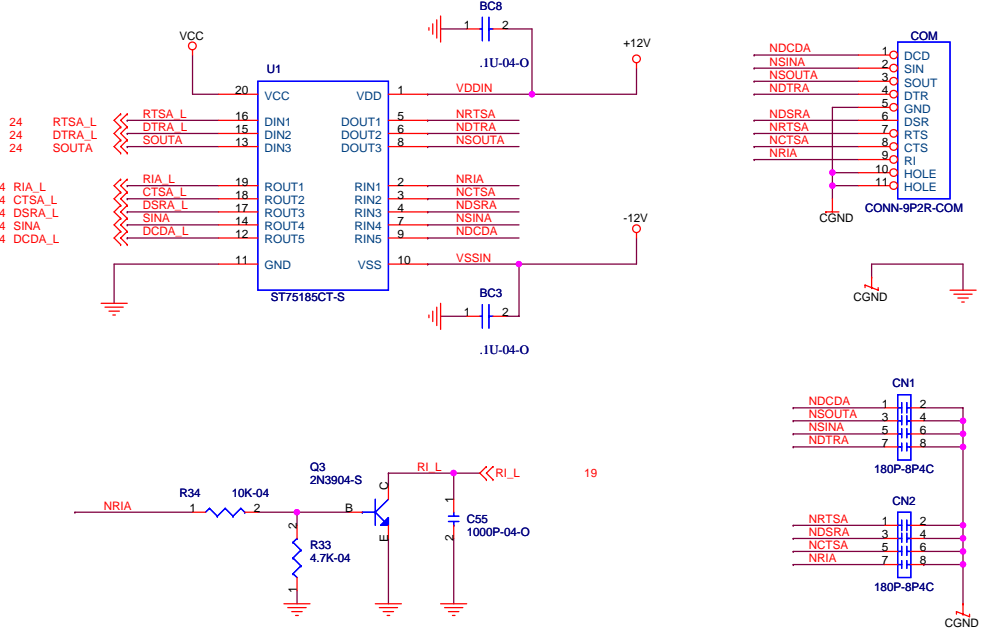 BC8
1 2
.1U-04-O
VCC
+12V
U1
20 VCC VDD 1 VDDIN
24 RTSA_L RTSA_L 16 DIN1 DOUT1 5 NRTSA
24 DTRA_L DTRA_L 15 DIN2 DOUT2 6 NDTRA
24 SOUTA SOUTA 13 DIN3 DOUT3 8 NSOUTA
4 RIA_L RIA_L 19 ROUT1 RIN1 2 NRIA
4 CTSA_L CTSA_L 18 ROUT2 RIN2 3 NCTSA
4 DSRA_L DSRA_L 17 ROUT3 RIN3 4 NDSRA
4 SINA SINA 14 ROUT4 RIN4 7 NSINA
4 DCDA_L DCDA_L 12 ROUT5 RIN5 9 NDCDA
-12V
11 GND VSS 10 VSSIN
ST75185CT-S
BC3
1 2
.1U-04-O
COM
NDCDA 1 DCD
NSINA 2 SIN
NSOUTA 3 SOUT
NDTRA 4 DTR
5 GND
NDSRA 6 DSR
NRTSA 7 RTS
NCTSA 8 CTS
NRIA 9 RI
10 HOLE
11 HOLE
CONN-9P2R-COM
CGND
CGND
CN1
NDCDA 1 2
NSOUTA 3 4
NSINA 5 6
NDTRA 7 8
180P-8P4C
CN2
NRTSA 1 2
NDSRA 3 4
NCTSA 5 6
NRIA 7 8
180P-8P4C
CGND
Q3
2N3904-S
RI_L RI_L 19
C
R34 10K-04
NRIA 1 2 B
E
1
C55
1000P-04-O
2
2
R33
4.7K-04
1